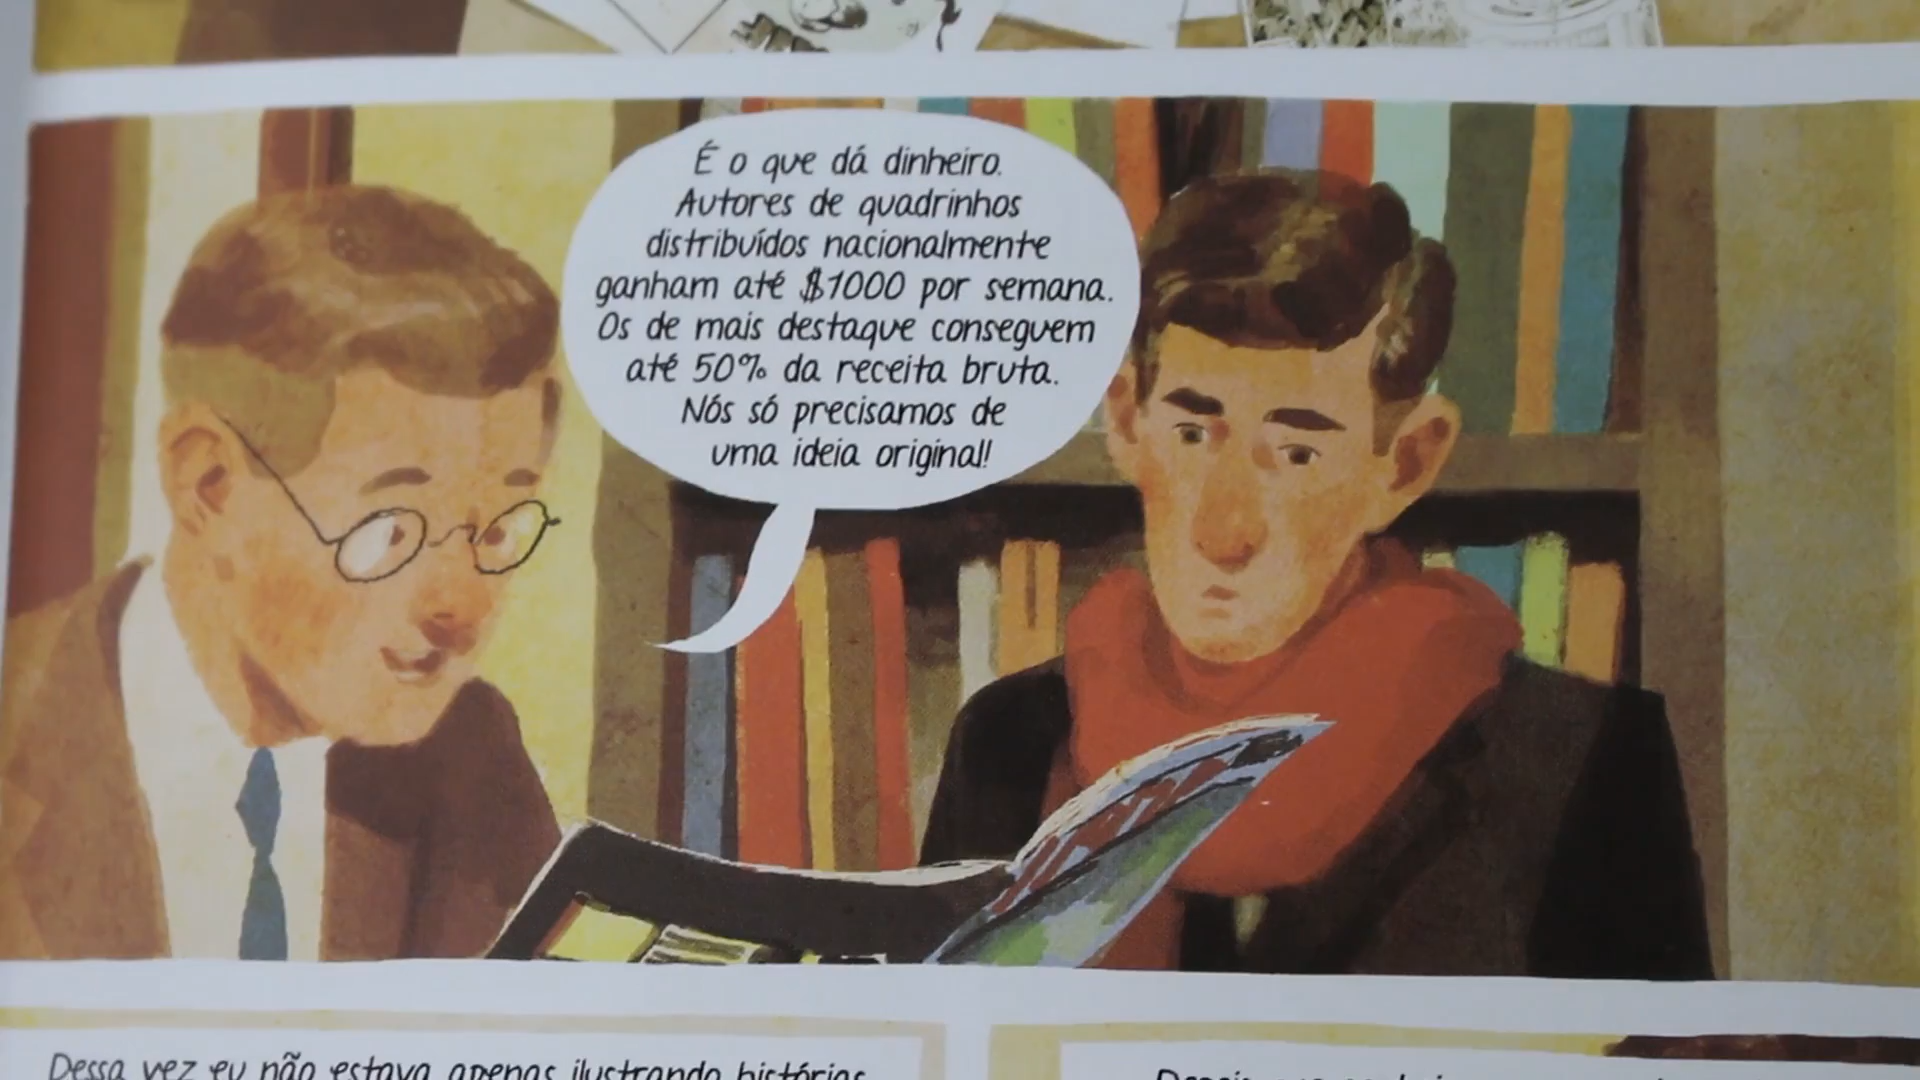 É o que dá dinheiro.
Autores de quadrinhos
distribuídos nacionalmente
ganham até $1000 por semana.
Os de mais destaque conseguem
até 50% da receita bruta.
Nós só precisamos de
uma ideia original!
Dessa vez eu não estava apenas ilustrando histórias
Depois